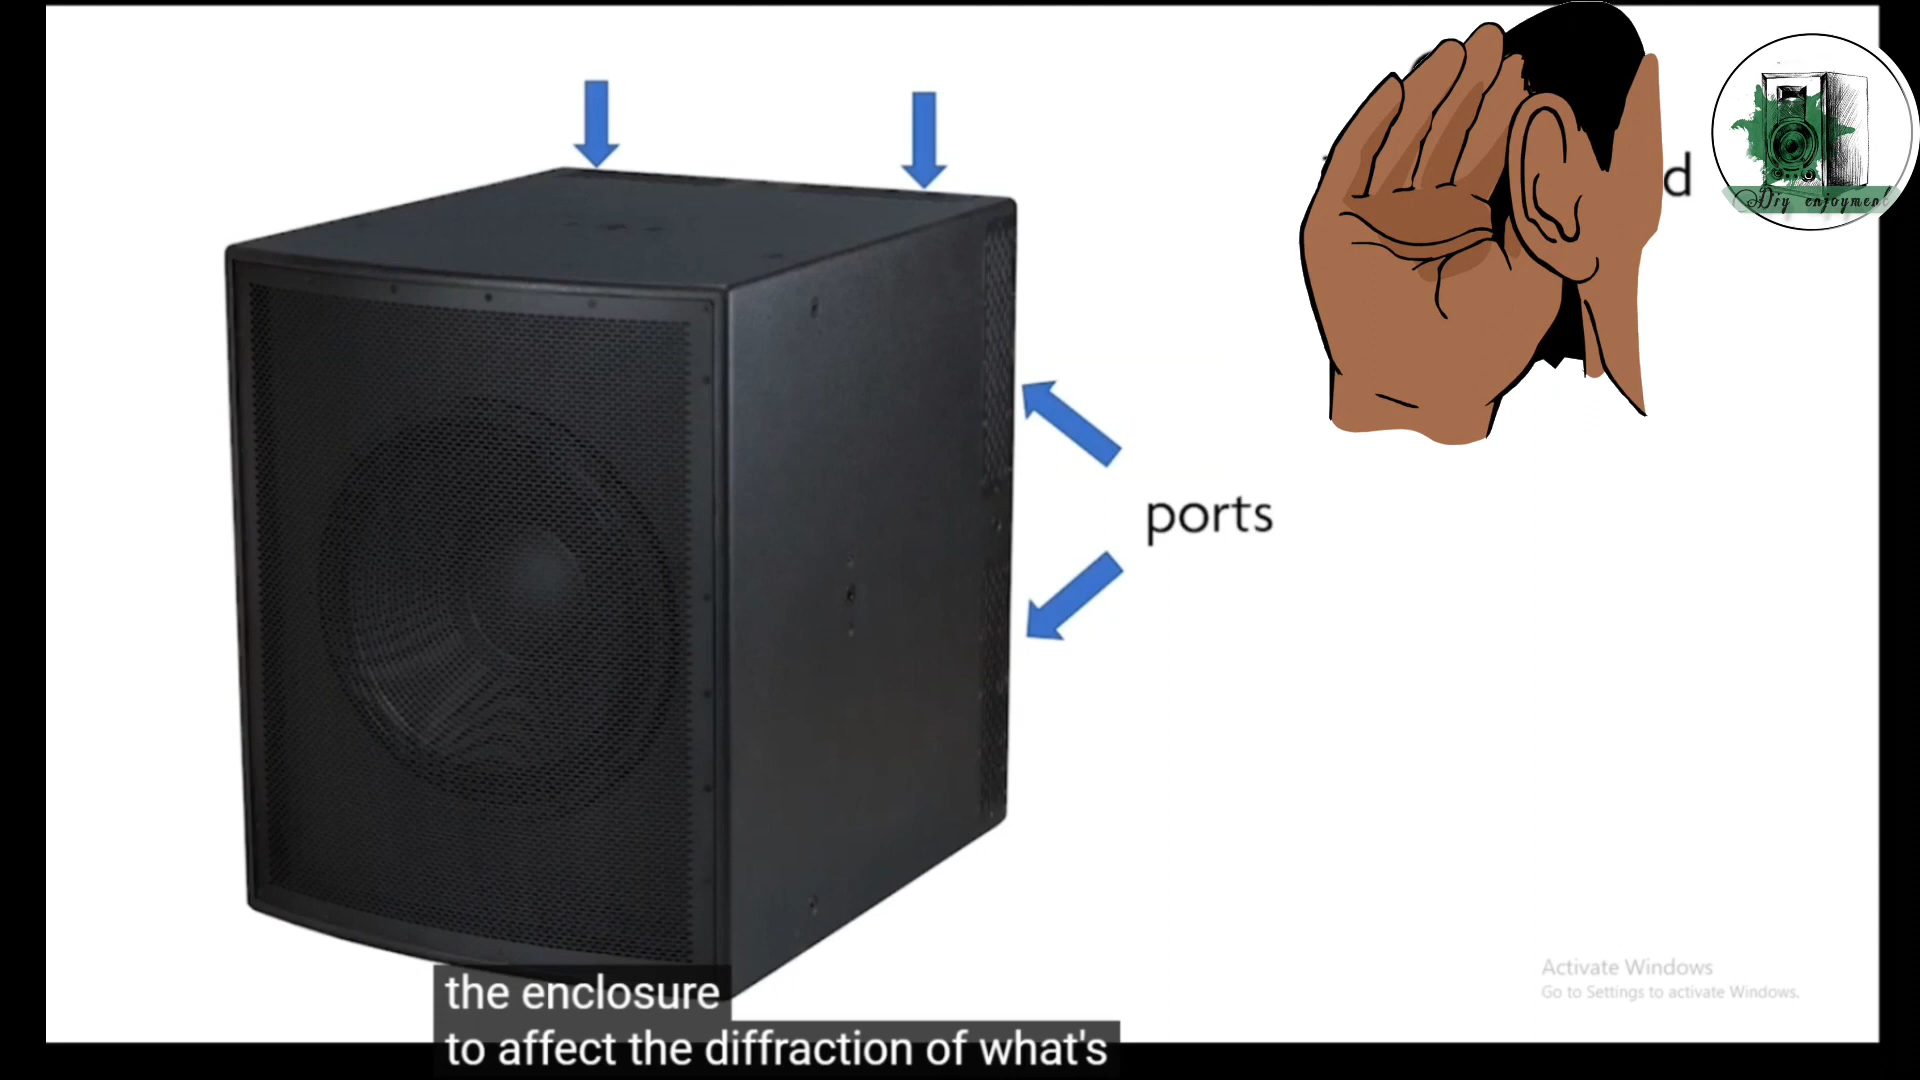 d
Diy enjoyment
ports
Activate Windows
Go to Settings to activate Windows.
the enclosure
to affect the diffraction of what's